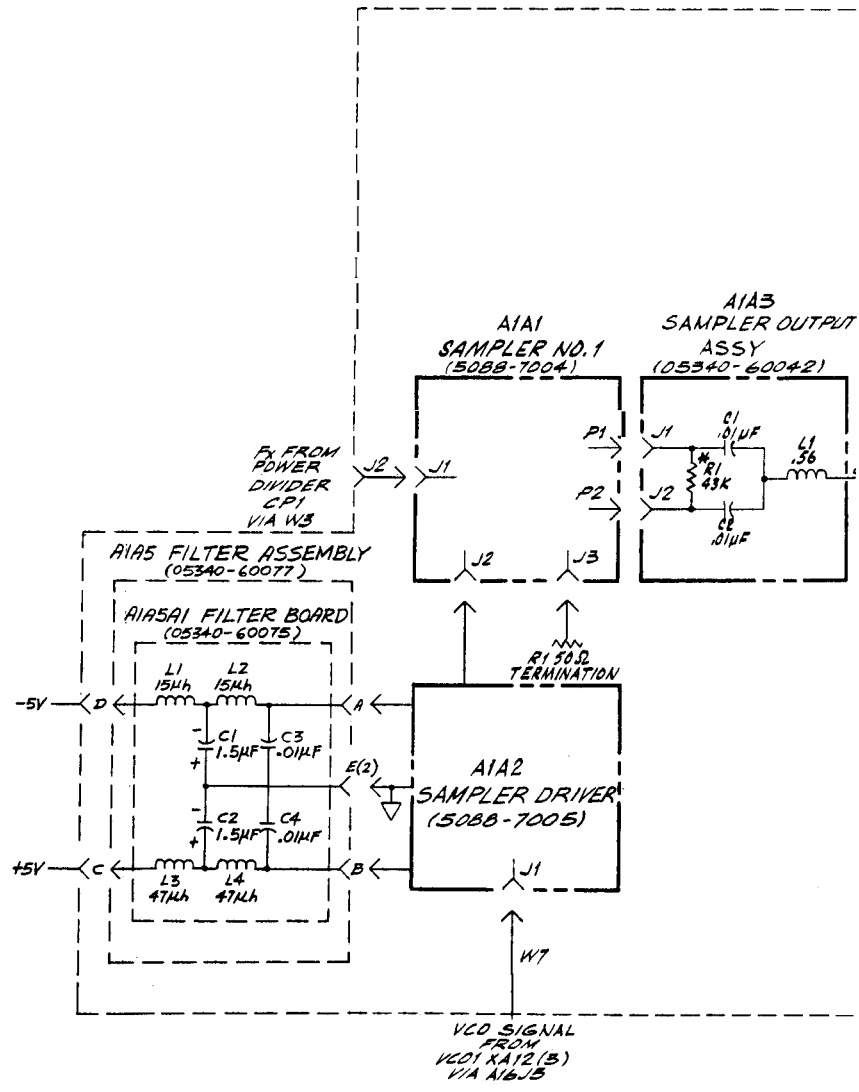 A1A1
SAMPLER NO.1
(5088-7004)
A1A3
SAMPLER OUTPUT
ASSY
(05340-60042)
FX FROM
POWER
DIVIDER
CP1
VIA W3
J2
J1
P1
P2
J1
J2
C1
.01µF
*
R1
43K
C2
.01µF
L1
.56
J2
J3
R1 50Ω
TERMINATION
A1A5 FILTER ASSEMBLY
(05340-60077)
A1A5A1 FILTER BOARD
(05340-60075)
L1
15µh
L2
15µh
-5V
D
A
-
C1
1.5µF
+
C3
.01µF
E(2)
-
C2
1.5µF
+
C4
.01µF
+5V
C
B
L3
47µh
L4
47µh
A1A2
SAMPLER DRIVER
(5088-7005)
J1
W7
VCO SIGNAL
FROM
VCO1 XA12(3)
VIA A16J5